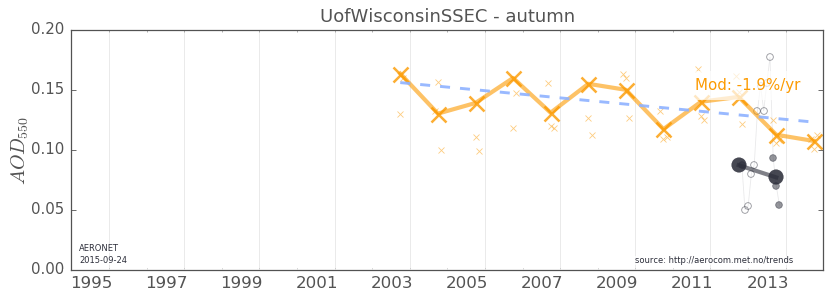 UofWisconsinSSEC - autumn
0.20
0.15
0.10
0.05
0.00
AOD550
Mod: -1.9%/yr
AERONET
2015-09-24
source: http://aerocom.met.no/trends
1995 1997 1999 2001 2003 2005 2007 2009 2011 2013